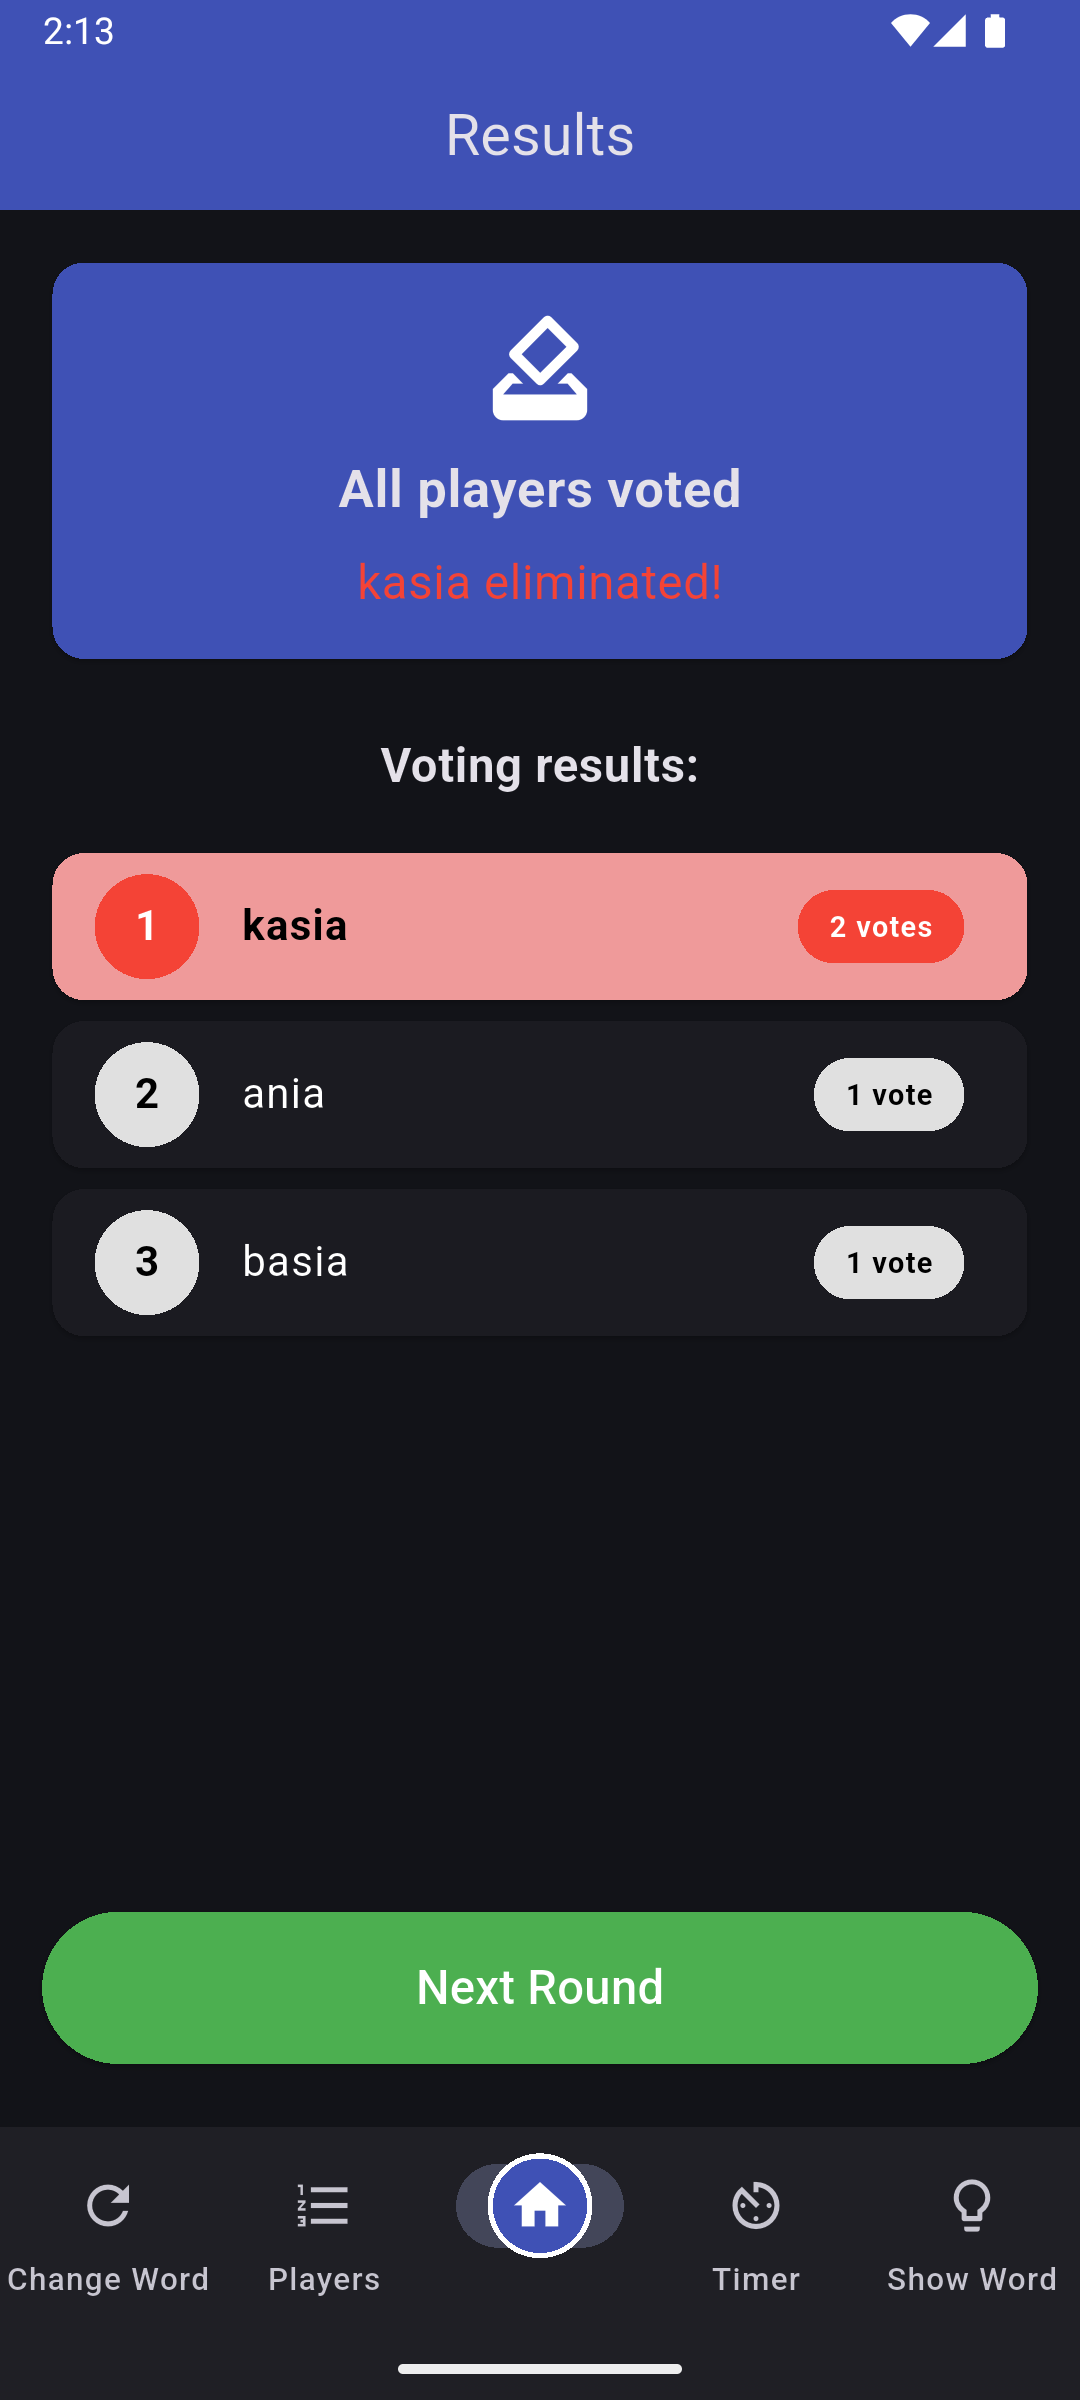 2:13
Results
All players voted
kasia eliminated!
Voting results:
1 kasia 2 votes
2 ania 1 vote
3 basia 1 vote
Next Round
Change Word Players Timer Show Word